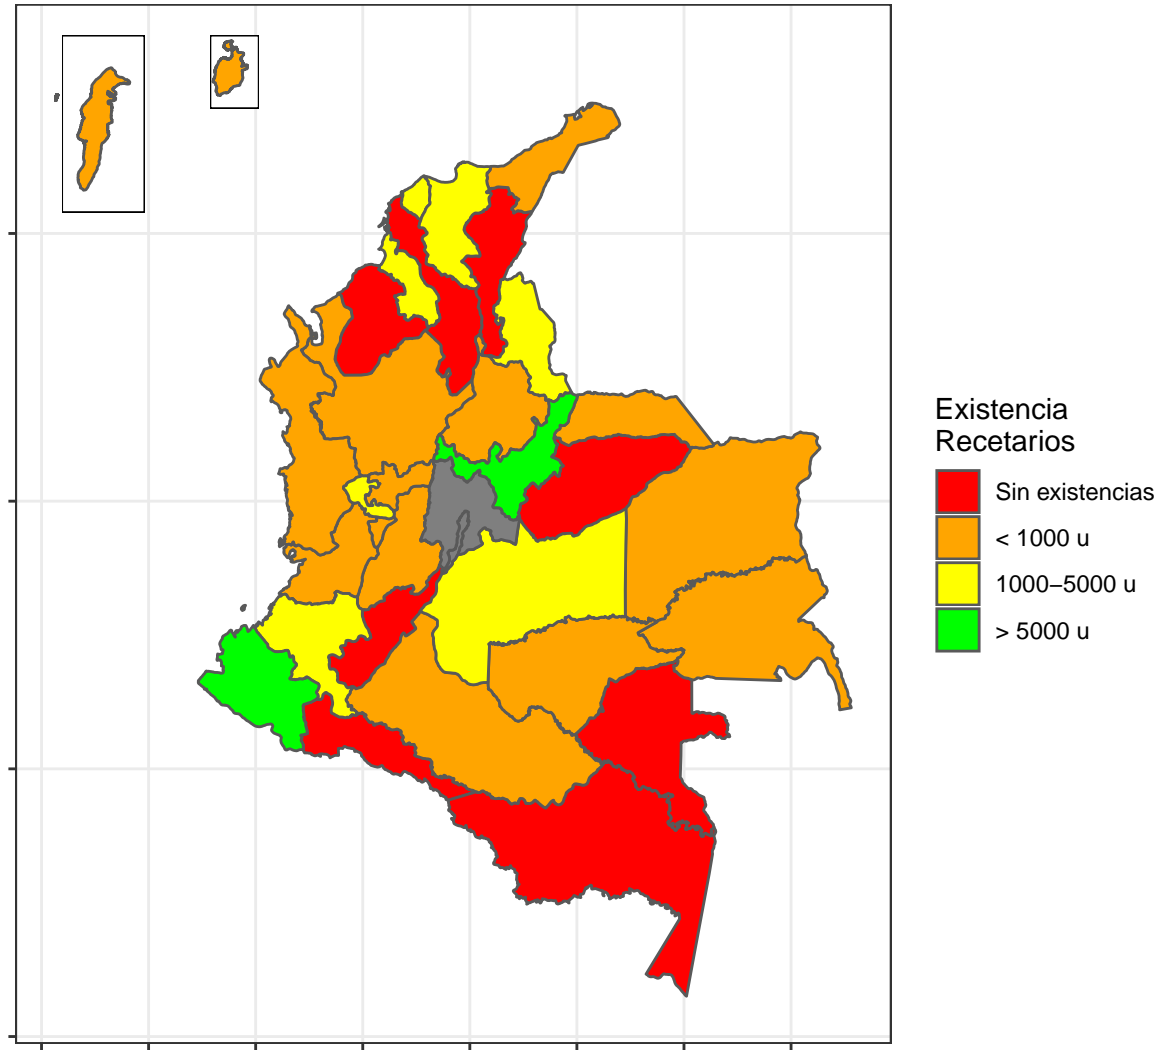 Existencia
Recetarios
Sin existencias
< 1000 u
1000−5000 u
> 5000 u